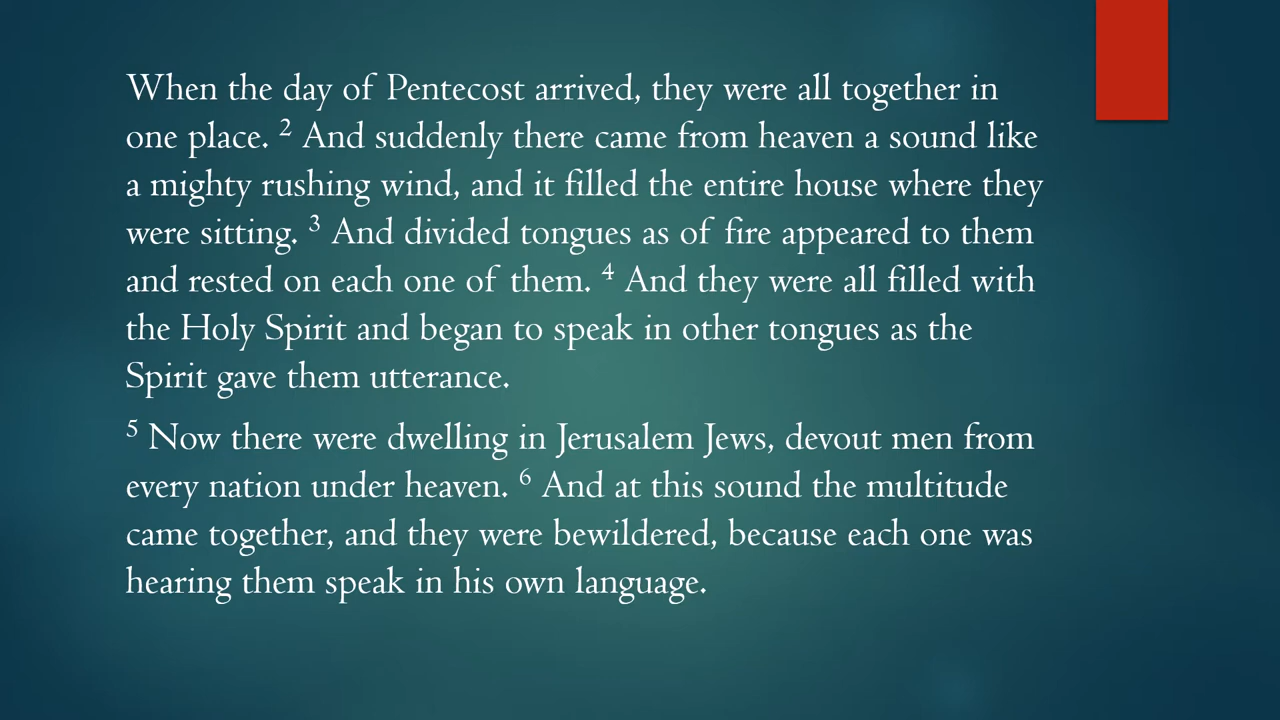 When the day of Pentecost arrived, they were all together in
one place. ² And suddenly there came from heaven a sound like
a mighty rushing wind, and it filled the entire house where they
were sitting. ³ And divided tongues as of fire appeared to them
and rested on each one of them. ⁴ And they were all filled with
the Holy Spirit and began to speak in other tongues as the
Spirit gave them utterance.
⁵ Now there were dwelling in Jerusalem Jews, devout men from
every nation under heaven. ⁶ And at this sound the multitude
came together, and they were bewildered, because each one was
hearing them speak in his own language.